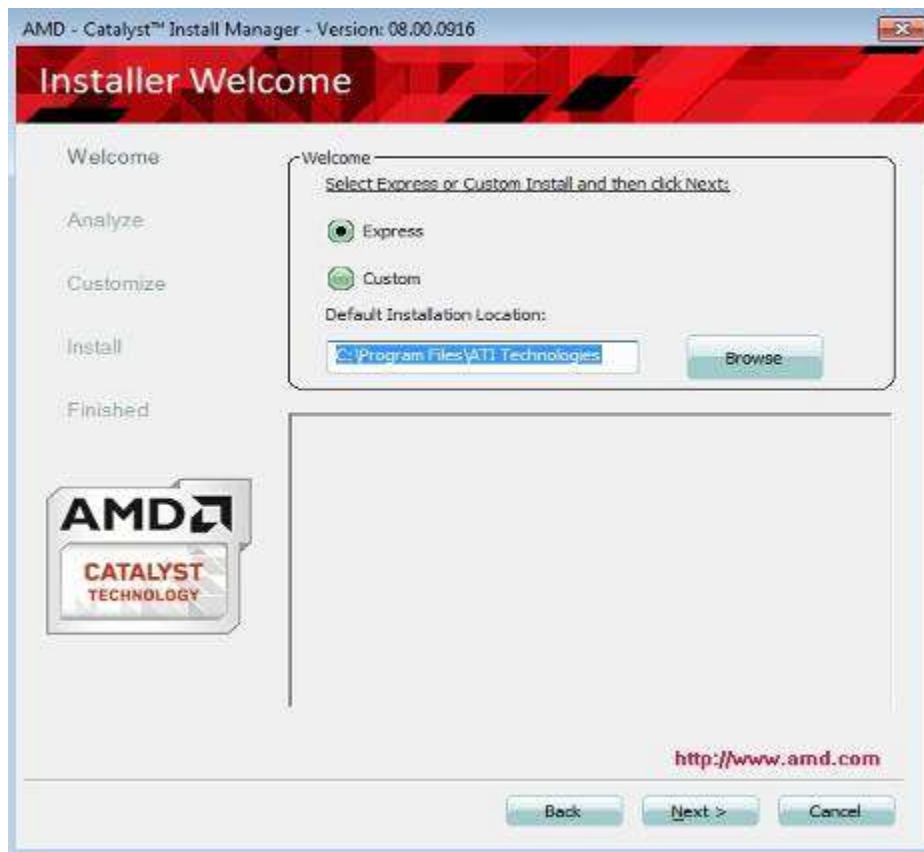 AMD - Catalyst™ Install Manager - Version: 08.00.0916
Installer Welcome
Welcome
Analyze
Customize
Install
Finished
Welcome
Select Express or Custom Install and then click Next:
Express
Custom
Default Installation Location:
C:\Program Files\ATI Technologies
Browse
AMD
CATALYST
TECHNOLOGY
http://www.amd.com
Back
Next >
Cancel